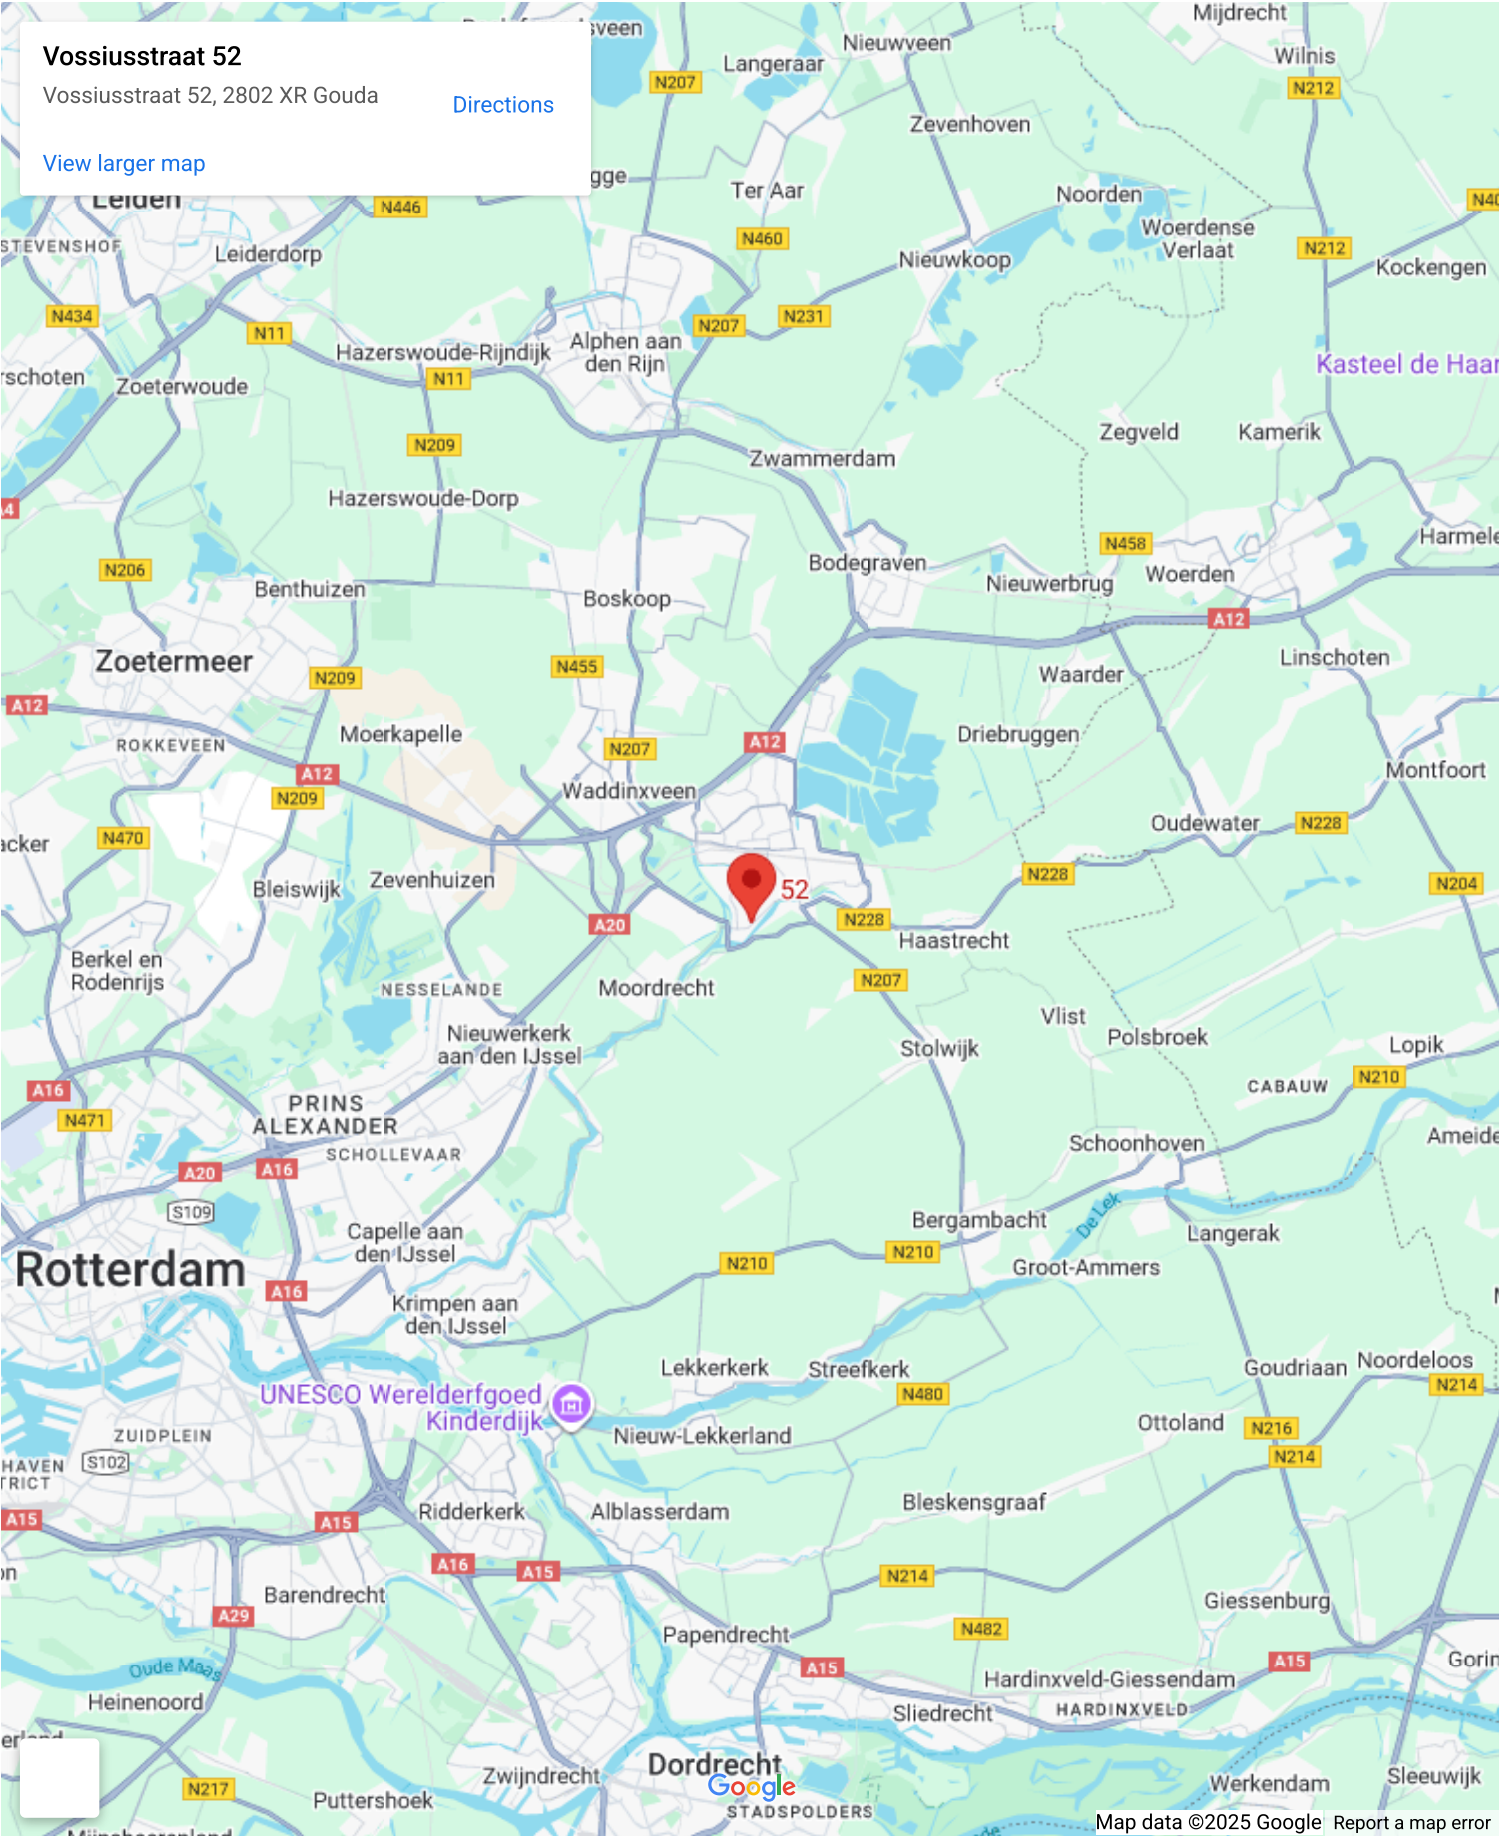 Vossiusstraat 52
Vossiusstraat 52, 2802 XR Gouda
Directions
View larger map
Mijdrecht
Nieuwveen
Langeraar
Wilnis
N207
N212
Zevenhoven
Ter Aar
Noorden
Leiden
N446
STEVENSHOF
Leiderdorp
N460
Woerdense
Verlaat
N212
Nieuwkoop
Kockengen
N434
N11
N207
N231
Hazerswoude-Rijndijk
Alphen aan
den Rijn
Kasteel de Haar
Zoeterwoude
N11
N209
Zegveld
Kamerik
Zwammerdam
Hazerswoude-Dorp
N206
N458
Bodegraven
Woerden
Nieuwerbrug
Benthuizen
Boskoop
A12
Zoetermeer
N455
Linschoten
N209
Waarder
A12
Moerkapelle
Driebruggen
ROKKEVEEN
N207
A12
A12
N209
Waddinxveen
Montfoort
N470
Oudewater
N228
Bleiswijk
Zevenhuizen
52
N228
N204
A20
N228
Haastrecht
Berkel en
Rodenrijs
NESSELANDE
Moordrecht
N207
Vlist
Polsbroek
Nieuwerkerk
aan den IJssel
Stolwijk
Lopik
CABAUW
N210
A16
N471
PRINS
ALEXANDER
SCHOLLEVAAR
Schoonhoven
A20
A16
S109
De Lek
Bergambacht
Langerak
Capelle aan
den IJssel
N210
N210
Rotterdam
Groot-Ammers
A16
Krimpen aan
den IJssel
Lekkerkerk
Streefkerk
Goudriaan
Noordeloos
N214
UNESCO Werelderfgoed
Kinderdijk
N480
Ottoland
N216
ZUIDPLEIN
Nieuw-Lekkerland
S102
N214
Bleskensgraaf
A15
A15
Ridderkerk
Alblasserdam
A16
A15
N214
Barendrecht
Giessenburg
A29
N482
Papendrecht
A15
A15
Oude Maas
Hardinxveld-Giessendam
Heinenoord
Sliedrecht
HARDINXVELD
Dordrecht
Zwijndrecht
Google
N217
Puttershoek
STADSPOLDERS
Werkendam
Sleeuwijk
Map data ©2025 Google
Report a map error